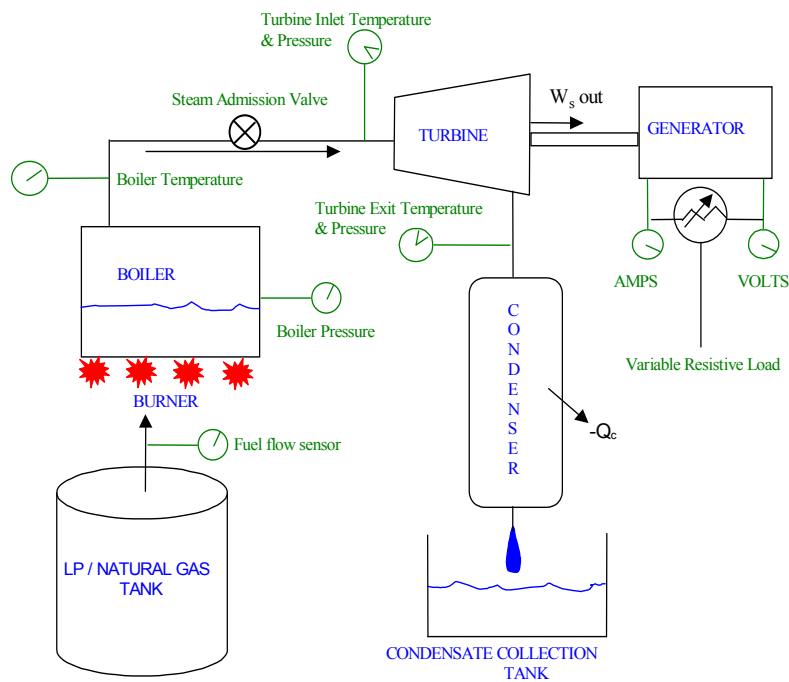 Turbine Inlet Temperature
& Pressure
Steam Admission Valve
Ws out
TURBINE
GENERATOR
Boiler Temperature
Turbine Exit Temperature
& Pressure
BOILER
AMPS
VOLTS
Boiler Pressure
CONDENSER
Variable Resistive Load
BURNER
-Qc
Fuel flow sensor
LP / NATURAL GAS
TANK
CONDENSATE COLLECTION
TANK